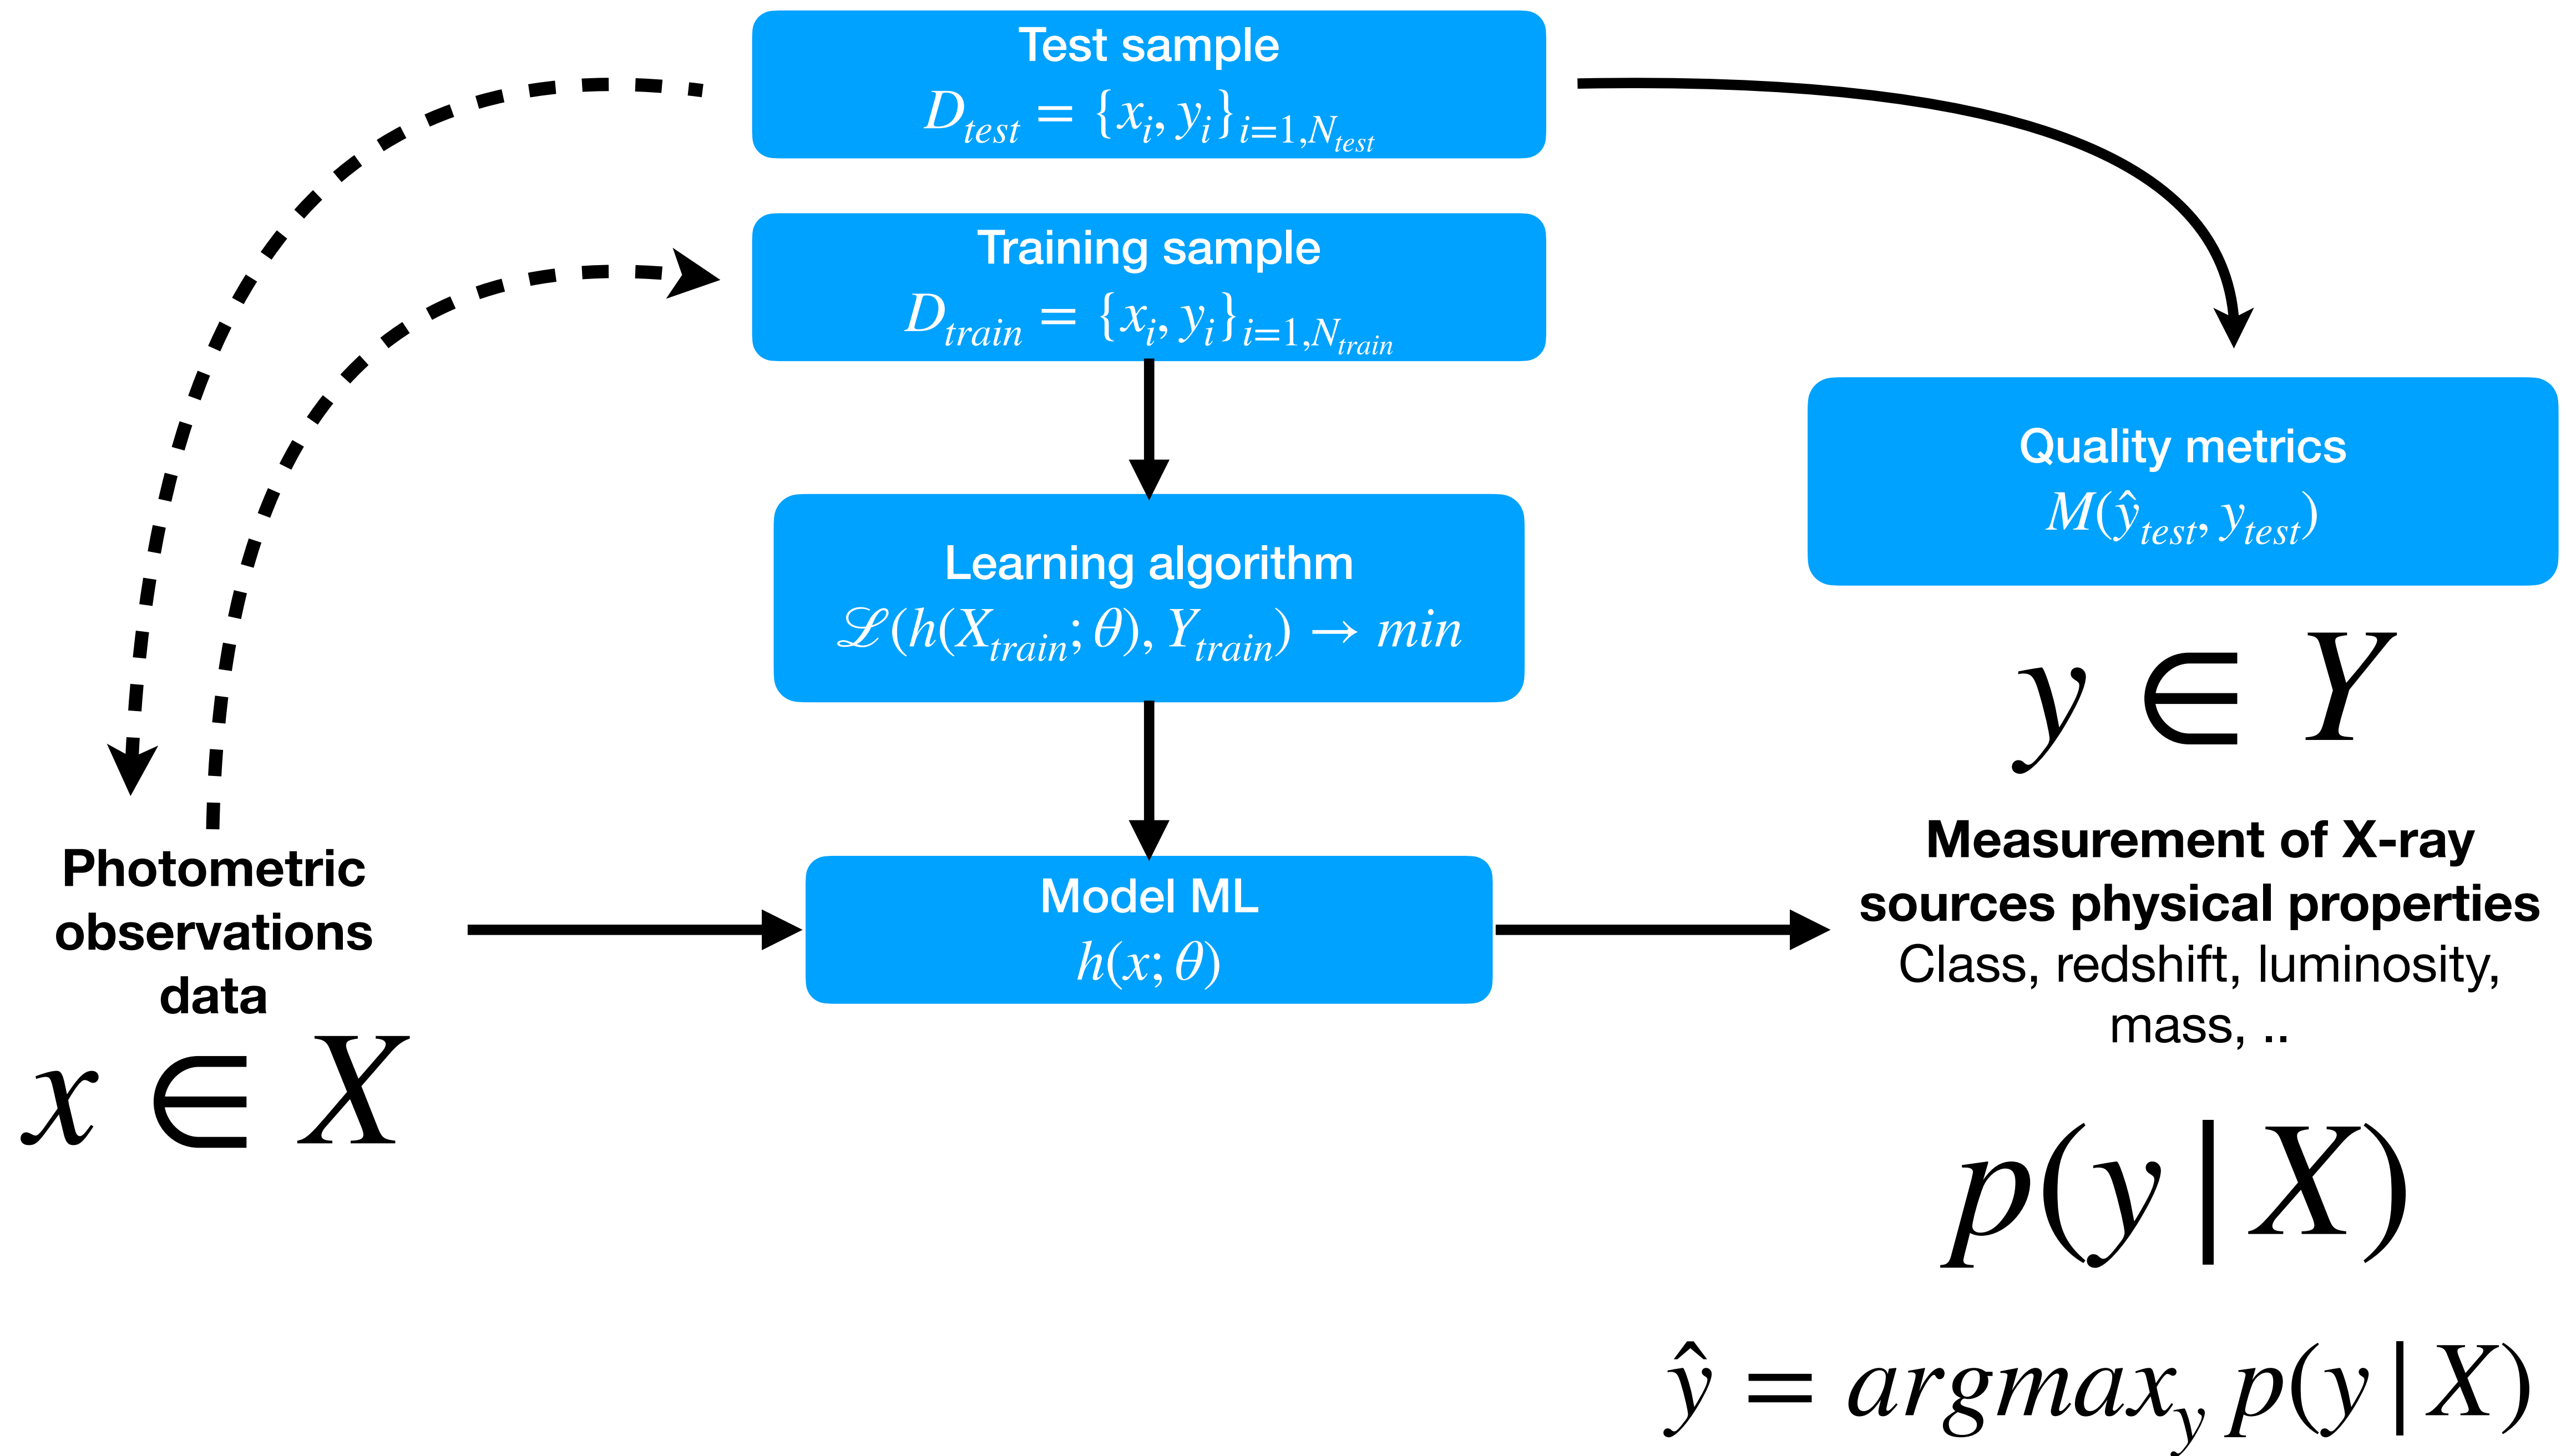 Test sample
D_test = {x_i, y_i}_{i=1,N_test}
Training sample
D_train = {x_i, y_i}_{i=1,N_train}
Quality metrics
M(ŷ_test, y_test)
Learning algorithm
ℒ(h(X_train; θ), Y_train) → min
y ∈ Y
Photometric
observations
data
x ∈ X
Model ML
h(x; θ)
Measurement of X-ray
sources physical properties
Class, redshift, luminosity,
mass, ..
p(y | X)
ŷ = argmax_y p(y | X)